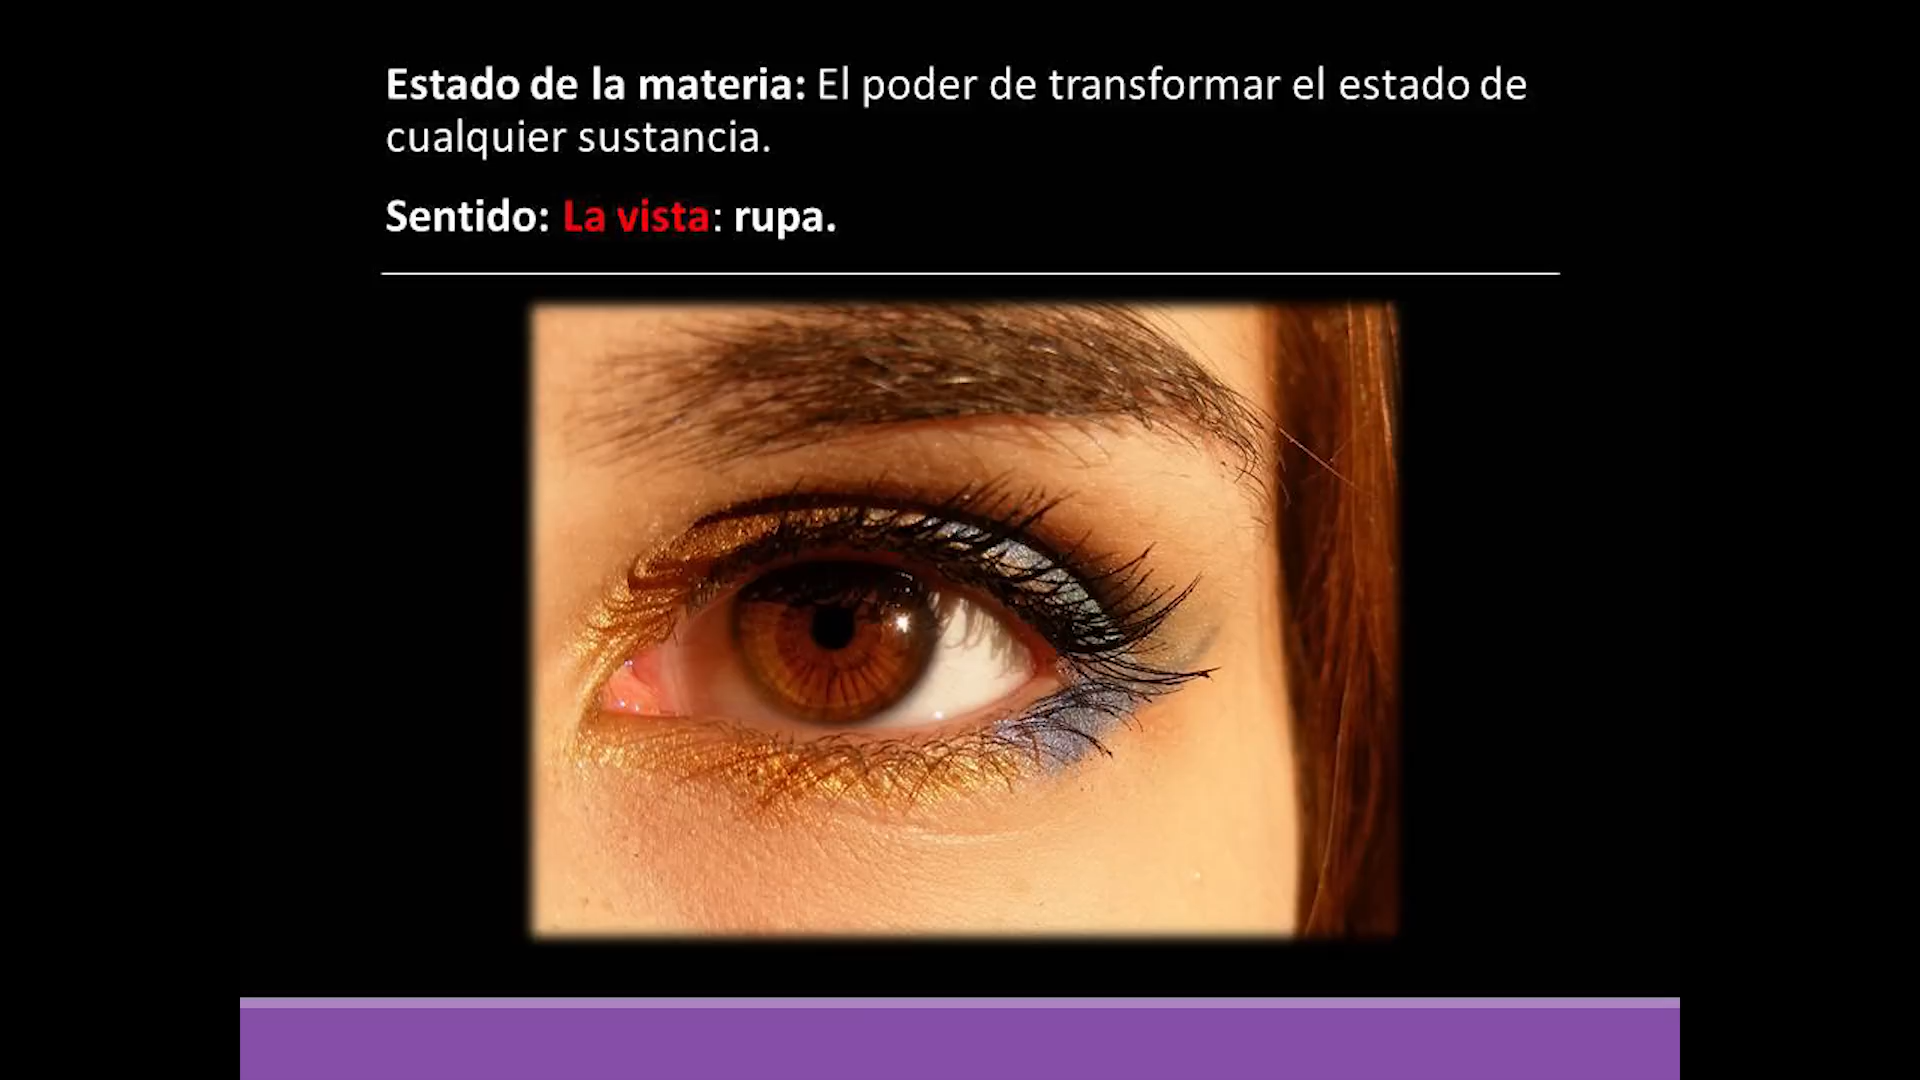 Estado de la materia: El poder de transformar el estado de
cualquier sustancia.
Sentido: La vista: rupa.